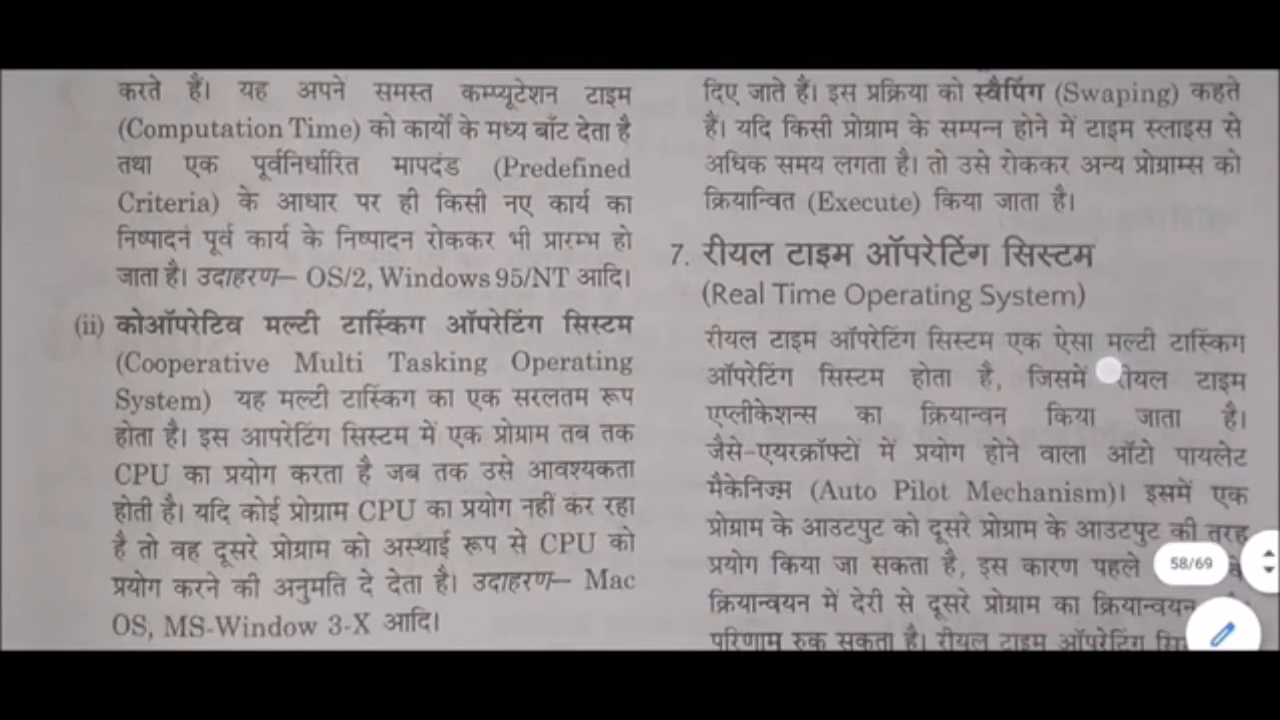 करते हैं। यह अपने समस्त कम्प्यूटेशन टाइम
(Computation Time) को कार्यों के मध्य बाँट देता है
तथा एक पूर्वनिर्धारित मापदंड (Predefined
Criteria) के आधार पर ही किसी नए कार्य का
निष्पादन पूर्व कार्य के निष्पादन रोककर भी प्रारम्भ हो
जाता है। उदाहरण– OS/2, Windows 95/NT आदि।
(ii) कोऑपरेटिव मल्टी टास्किंग ऑपरेटिंग सिस्टम
(Cooperative Multi Tasking Operating
System) यह मल्टी टास्किंग का एक सरलतम रूप
होता है। इस आपरेटिंग सिस्टम में एक प्रोग्राम तब तक
CPU का प्रयोग करता है जब तक उसे आवश्यकता
होती है। यदि कोई प्रोग्राम CPU का प्रयोग नहीं कर रहा
है तो वह दूसरे प्रोग्राम को अस्थाई रूप से CPU को
प्रयोग करने की अनुमति दे देता है। उदाहरण– Mac
OS, MS-Window 3-X आदि।
दिए जाते हैं। इस प्रक्रिया को स्वैपिंग (Swaping) कहते
हैं। यदि किसी प्रोग्राम के सम्पन्न होने में टाइम स्लाइस से
अधिक समय लगता है। तो उसे रोककर अन्य प्रोग्राम्स को
क्रियान्वित (Execute) किया जाता है।
7. रीयल टाइम ऑपरेटिंग सिस्टम
(Real Time Operating System)
रीयल टाइम ऑपरेटिंग सिस्टम एक ऐसा मल्टी टास्किंग
ऑपरेटिंग सिस्टम होता है, जिसमें रीयल टाइम
एप्लीकेशन्स का क्रियान्वन किया जाता है।
जैसे-एयरक्रॉफ्टों में प्रयोग होने वाला ऑटो पायलेट
मैकेनिज्म (Auto Pilot Mechanism)। इसमें एक
प्रोग्राम के आउटपुट को दूसरे प्रोग्राम के आउटपुट की तरह
प्रयोग किया जा सकता है, इस कारण पहले
58/69
क्रियान्वयन में देरी से दूसरे प्रोग्राम का क्रियान्वयन
परिणाम रुक सकता है। रीयल टाइम ऑपरेटिंग